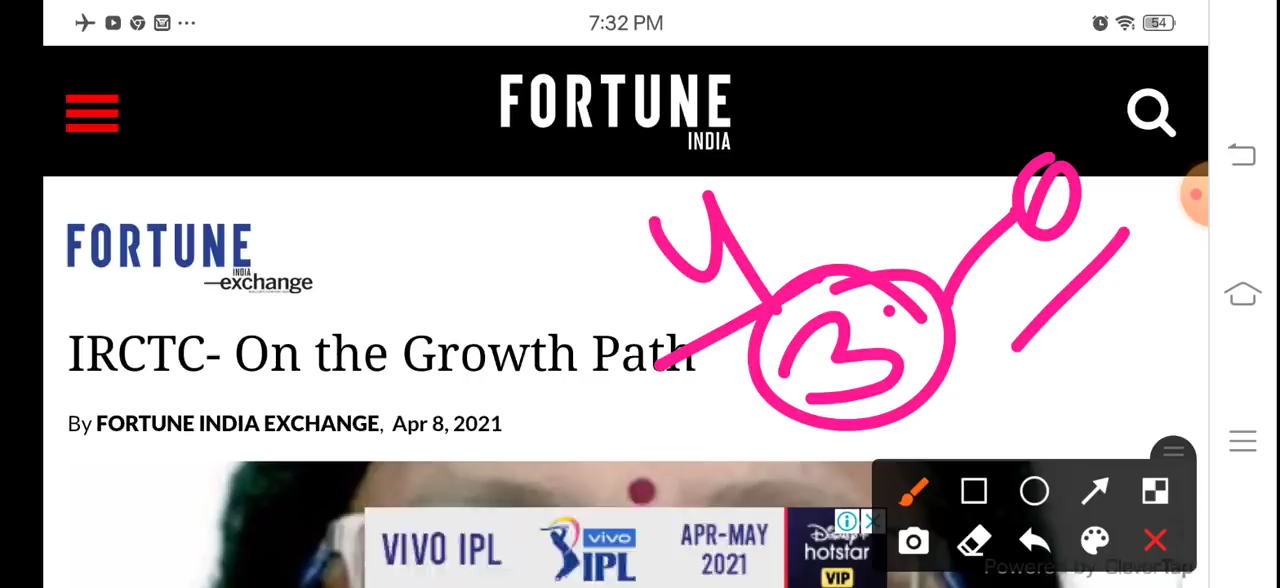 7:32 PM
54
FORTUNE
INDIA
FORTUNE
INDIA
exchange
IRCTC- On the Growth Path
By FORTUNE INDIA EXCHANGE, Apr 8, 2021
3
VIVO IPL
vivo
IPL
APR-MAY
2021
Disney+
hotstar
VIP
Powered by CleverTap